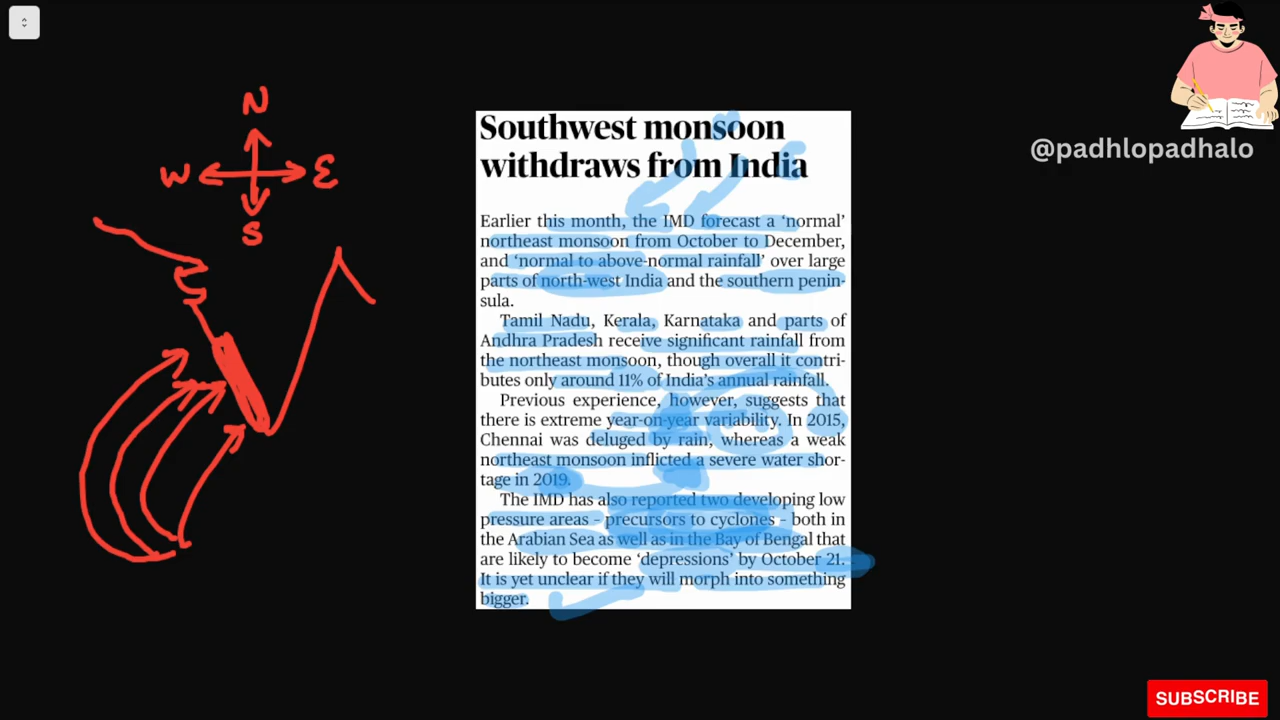 N
W E
S
@padhlopadhalo
Southwest monsoon
withdraws from India
Earlier this month, the IMD forecast a ‘normal’
northeast monsoon from October to December,
and ‘normal to above-normal rainfall’ over large
parts of north-west India and the southern penin-
sula.
Tamil Nadu, Kerala, Karnataka and parts of
Andhra Pradesh receive significant rainfall from
the northeast monsoon, though overall it contri-
butes only around 11% of India’s annual rainfall.
Previous experience, however, suggests that
there is extreme year-on-year variability. In 2015,
Chennai was deluged by rain, whereas a weak
northeast monsoon inflicted a severe water shor-
tage in 2019.
The IMD has also reported two developing low
pressure areas – precursors to cyclones – both in
the Arabian Sea as well as in the Bay of Bengal that
are likely to become ‘depressions’ by October 21.
It is yet unclear if they will morph into something
bigger.
SUBSCRIBE